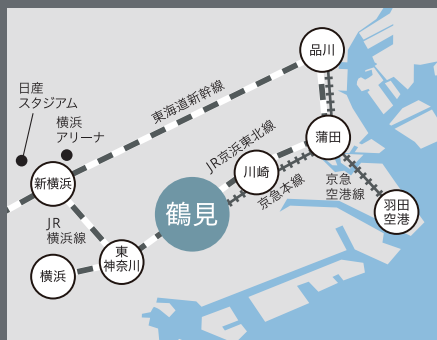 品川
日産
スタジアム
東海道新幹線
横浜
アリーナ
JR京浜東北線
蒲田
川崎
新横浜
京急本線
京急
空港線
鶴見
羽田
空港
JR
横浜線
東
神奈川
横浜